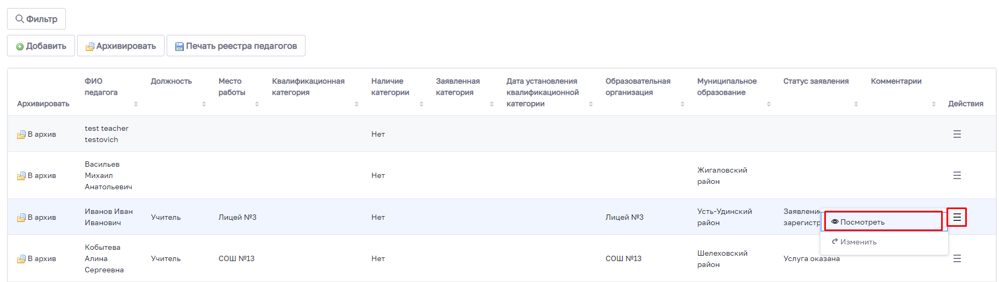 Фильтр
Добавить Архивировать Печать реестра педагогов
Архивировать
ФИО
педагога
Должность
Место
работы
Квалификационная
категория
Наличие
категории
Заявленная
категория
Дата установления
квалификационной
категории
Образовательная
организация
Муниципальное
образование
Статус заявления
Комментарии
Действия
В архив
test teacher
testovich
Нет
В архив
Васильев
Михаил
Анатольевич
Нет
Жигаловский
район
В архив
Иванов Иван
Иванович
Учитель
Лицей №3
Нет
Лицей №3
Усть-Удинский
район
Заявление
зарегистр
Посмотреть
Изменить
В архив
Кобытева
Алина
Сергеевна
Учитель
СОШ №13
Нет
СОШ №13
Шелеховский
район
Услуга оказана